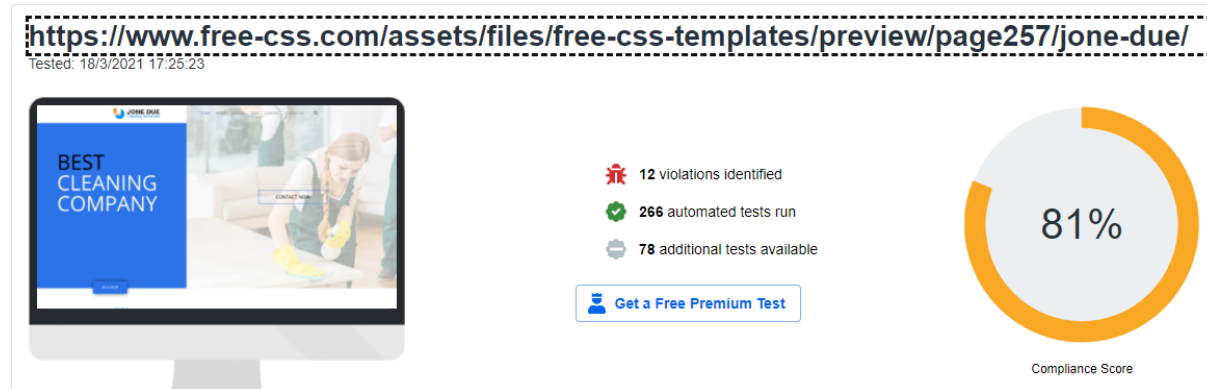 https://www.free-css.com/assets/files/free-css-templates/preview/page257/jone-due/
Tested: 18/3/2021 17:25:23
JONE DUE
BEST
CLEANING
COMPANY
CONTACT NOW
12 violations identified
266 automated tests run
78 additional tests available
Get a Free Premium Test
81%
Compliance Score